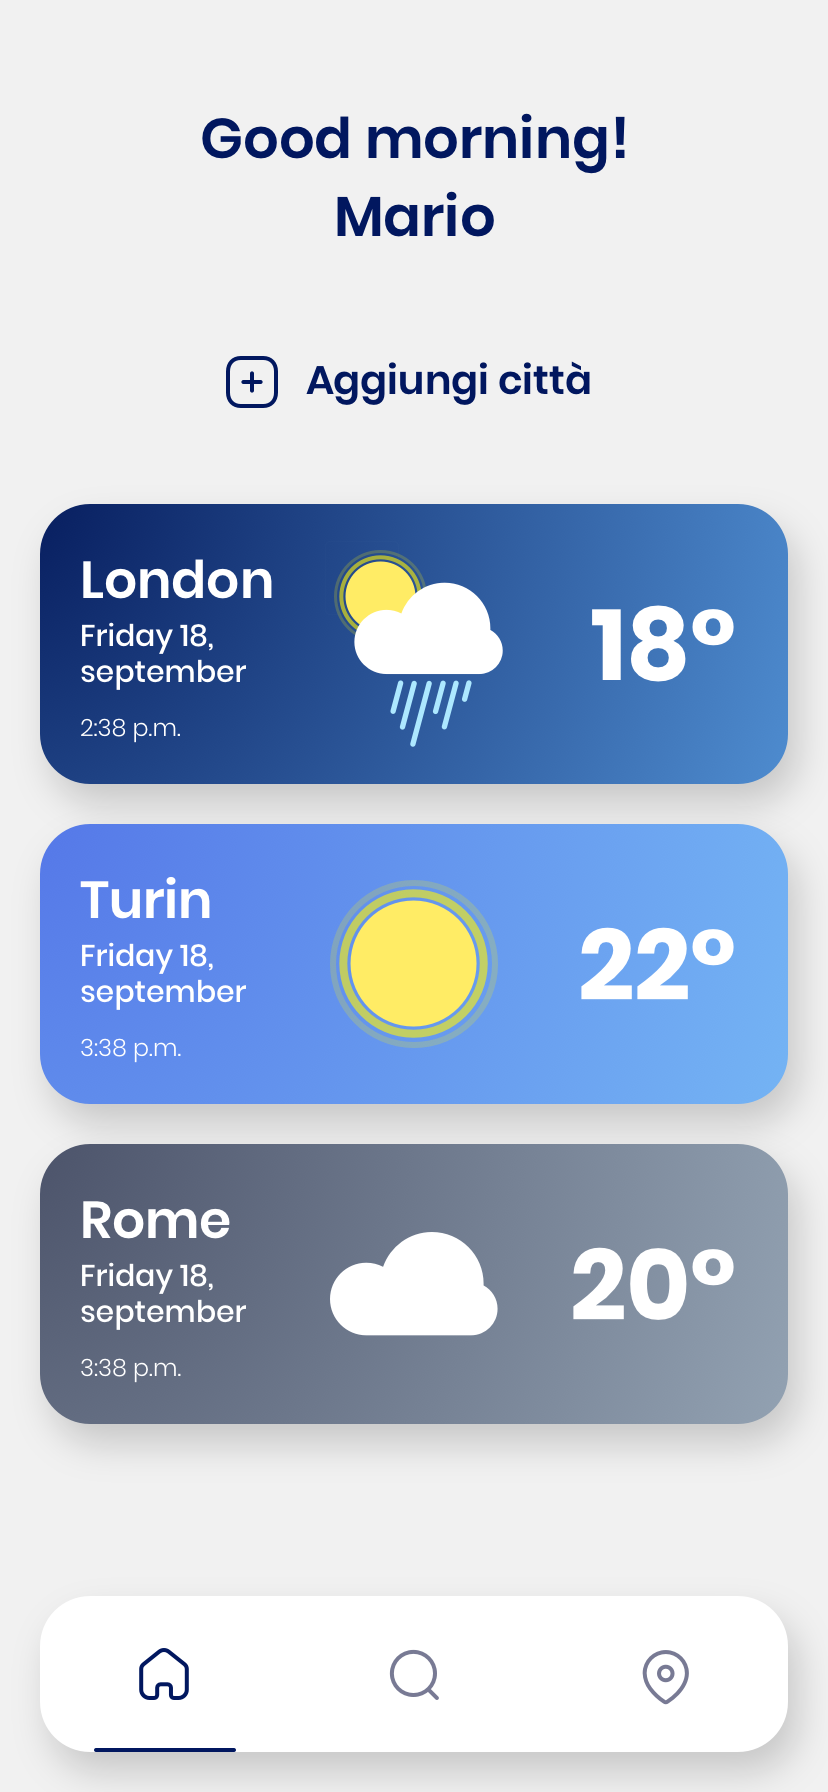 Good morning!
Mario
Aggiungi città
London
Friday 18,
september
2:38 p.m.
18°
Turin
Friday 18,
september
3:38 p.m.
22°
Rome
Friday 18,
september
3:38 p.m.
20°